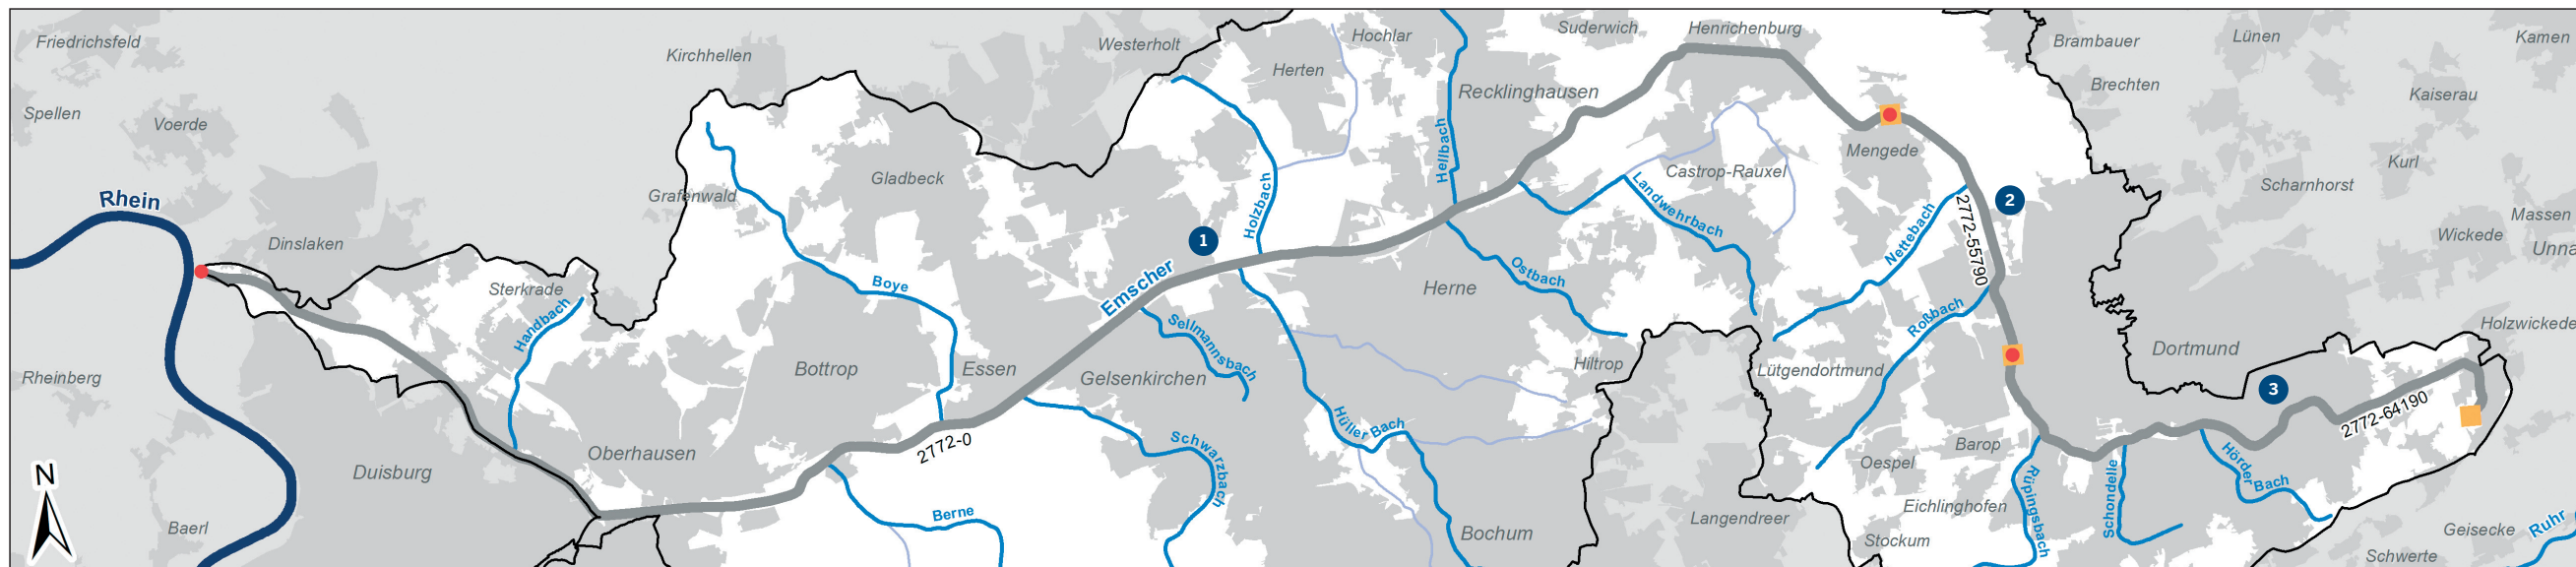 Friedrichsfeld
Kirchhellen
Westerholt
Hochlar
Suderwich
Henrichenburg
Brambauer
Lünen
Kamen
Herten
Recklinghausen
Brechten
Kaiserau
Spellen
Voerde
Mengede
Kurl
Scharnhorst
Rhein
Grafenwald
Gladbeck
Holzbach
Hellbach
Castrop-Rauxel
Landwehrbach
Nettebach
2772-55790
2
Massen
Wickede
Unna
Dinslaken
1
Sterkrade
Handbach
Boye
Emscher
Herne
Ostbach
Roßbach
Holzwickede
Rheinberg
Bottrop
Essen
Gelsenkirchen
Sellmannsbach
Hiltrop
Lütgendortmund
Dortmund
3
2772-64190
Duisburg
Oberhausen
2772-0
Schwarzbach
Hüller Bach
Barop
Oespel
Rüpingsbach
Schondelle
Hörder
Bach
N
Baerl
Berne
Bochum
Langendreer
Eichlinghofen
Stockum
Geisecke
Ruhr
Schwerte